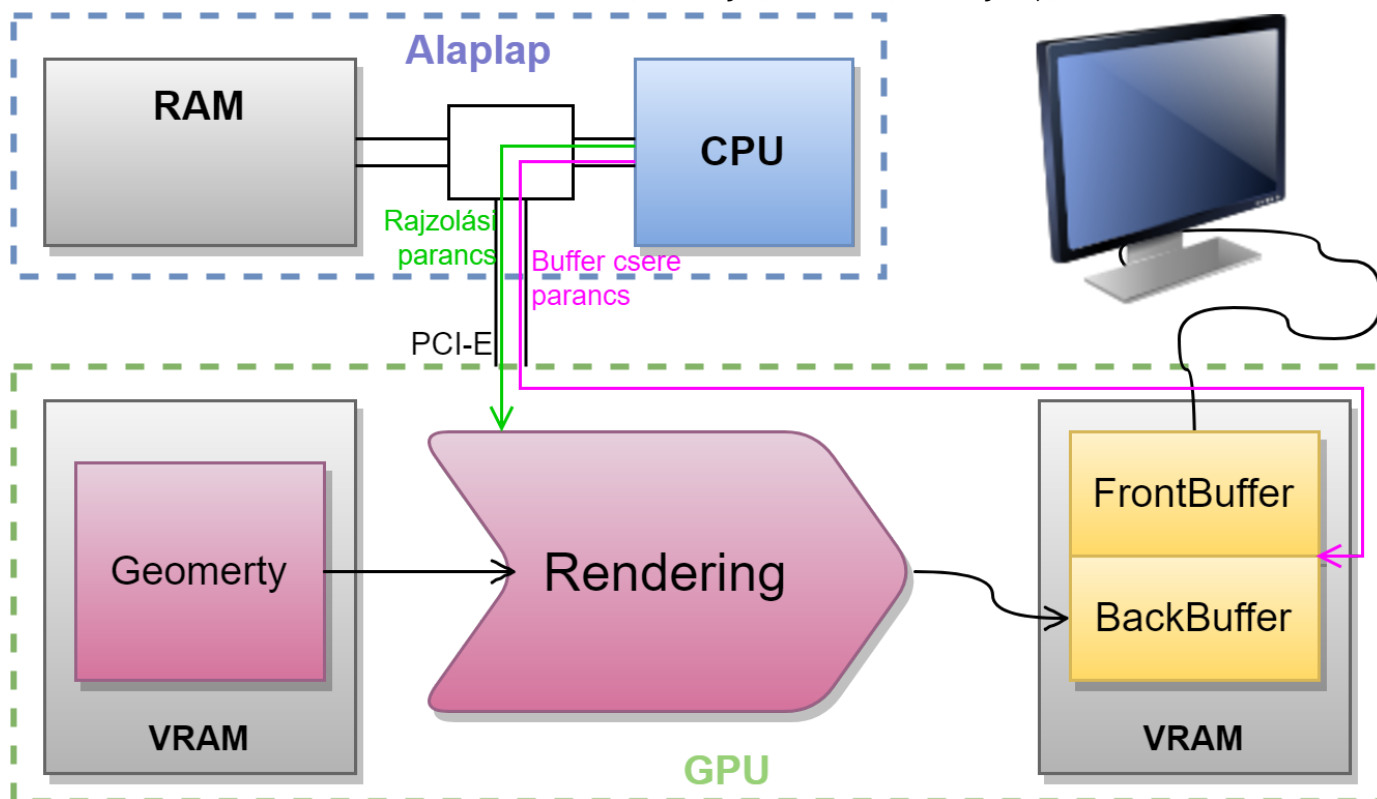 Alaplap
RAM
CPU
Rajzolási
parancs
Buffer csere
parancs
PCI-E
Geomerty
Rendering
FrontBuffer
BackBuffer
VRAM
VRAM
GPU